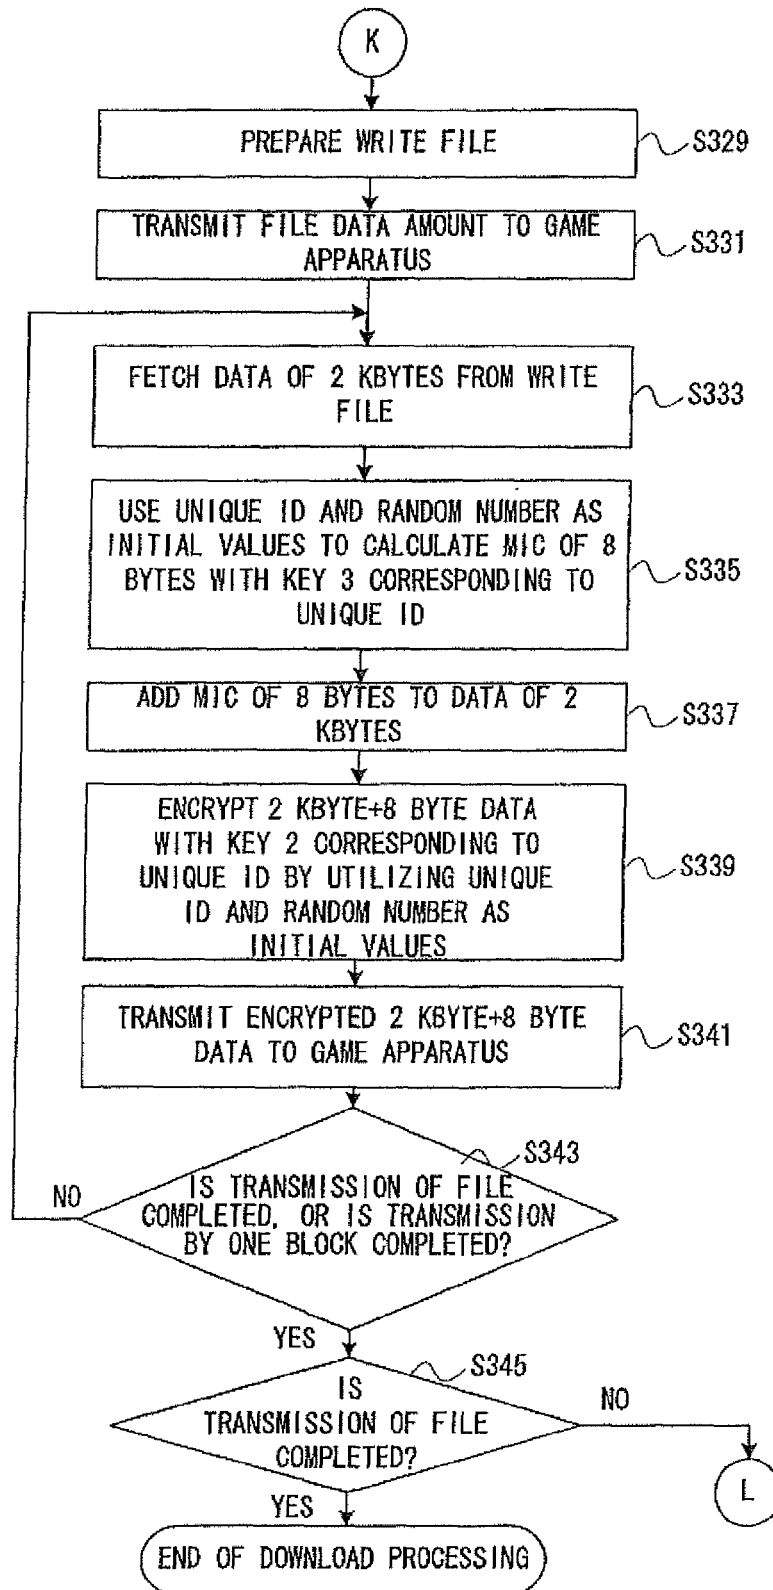 K
PREPARE WRITE FILE
S329
TRANSMIT FILE DATA AMOUNT TO GAME
APPARATUS
S331
FETCH DATA OF 2 KBYTES FROM WRITE
FILE
S333
USE UNIQUE ID AND RANDOM NUMBER AS
INITIAL VALUES TO CALCULATE MIC OF 8
BYTES WITH KEY 3 CORRESPONDING TO
UNIQUE ID
S335
ADD MIC OF 8 BYTES TO DATA OF 2
KBYTES
S337
ENCRYPT 2 KBYTE+8 BYTE DATA
WITH KEY 2 CORRESPONDING TO
UNIQUE ID BY UTILIZING UNIQUE
ID AND RANDOM NUMBER AS
INITIAL VALUES
S339
TRANSMIT ENCRYPTED 2 KBYTE+8 BYTE
DATA TO GAME APPARATUS
S341
S343
NO
IS TRANSMISSION OF FILE
COMPLETED, OR IS TRANSMISSION
BY ONE BLOCK COMPLETED?
YES
S345
IS
TRANSMISSION OF FILE
COMPLETED?
NO
L
YES
END OF DOWNLOAD PROCESSING